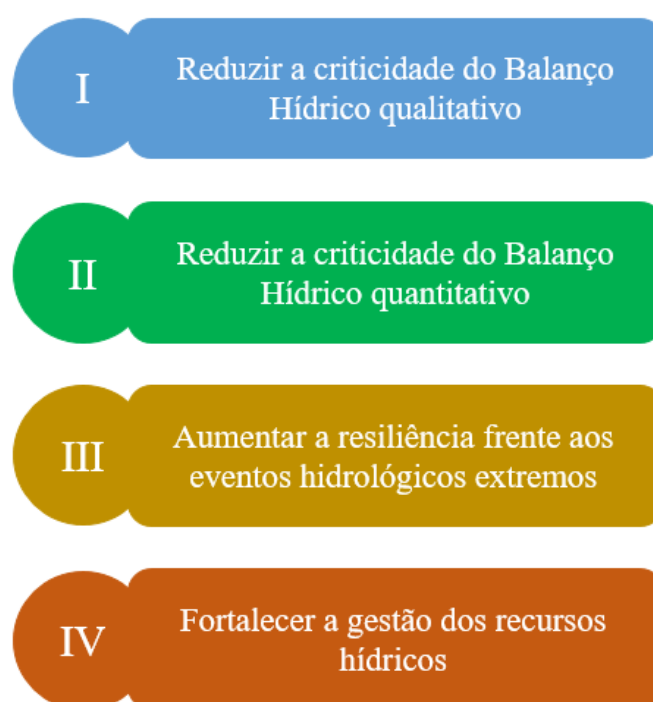 I
Reduzir a criticidade do Balanço
Hídrico qualitativo
II
Reduzir a criticidade do Balanço
Hídrico quantitativo
III
Aumentar a resiliência frente aos
eventos hidrológicos extremos
IV
Fortalecer a gestão dos recursos
hídricos